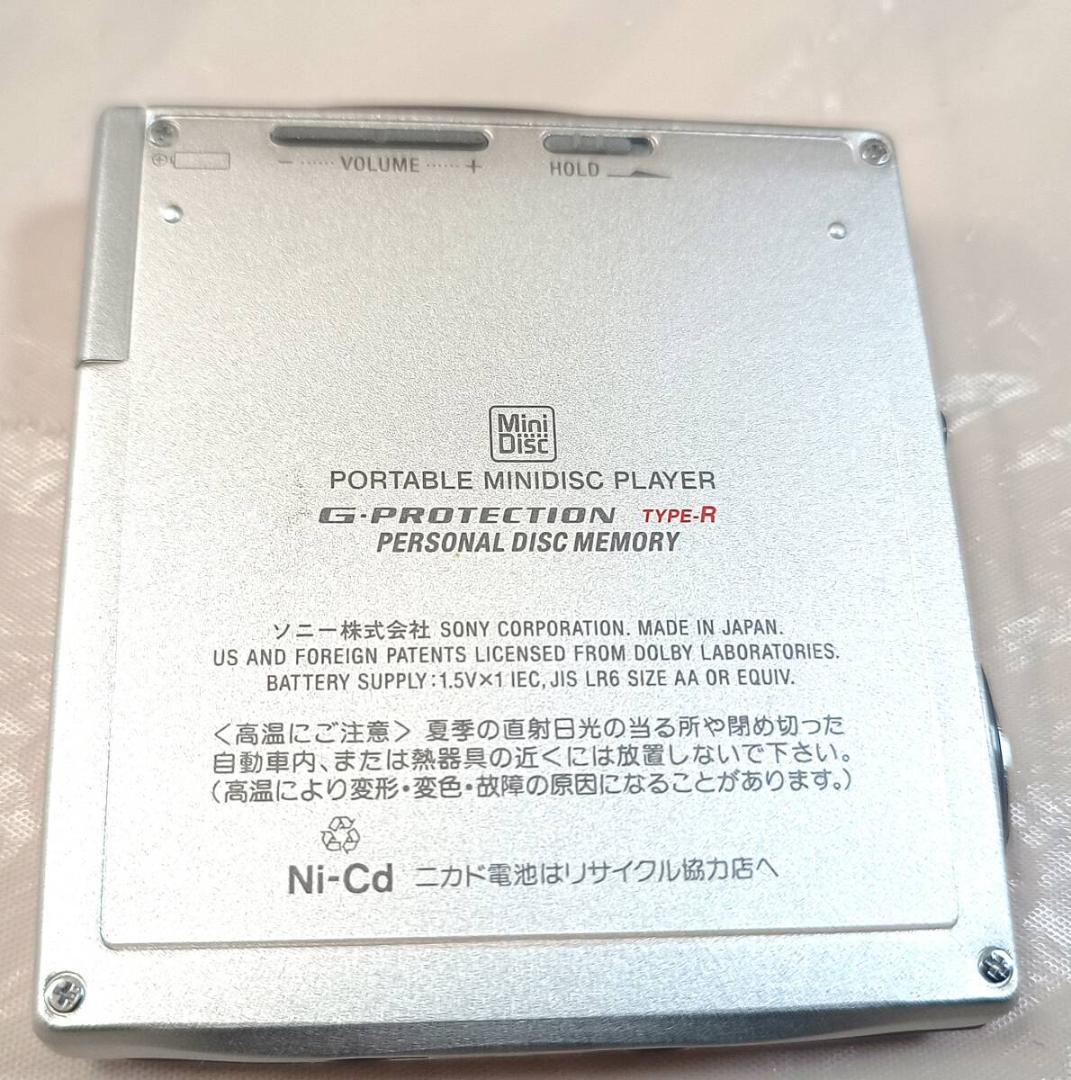 − ······ VOLUME ······ +
HOLD
Mini
Disc
PORTABLE MINIDISC PLAYER
G·PROTECTION TYPE-R
PERSONAL DISC MEMORY
ソニー株式会社 SONY CORPORATION. MADE IN JAPAN.
US AND FOREIGN PATENTS LICENSED FROM DOLBY LABORATORIES.
BATTERY SUPPLY:1.5V×1 IEC, JIS LR6 SIZE AA OR EQUIV.
〈高温にご注意〉夏季の直射日光の当る所や閉め切った
自動車内、または熱器具の近くには放置しないで下さい。
(高温により変形・変色・故障の原因になることがあります。)
Ni-Cd ニカド電池はリサイクル協力店へ